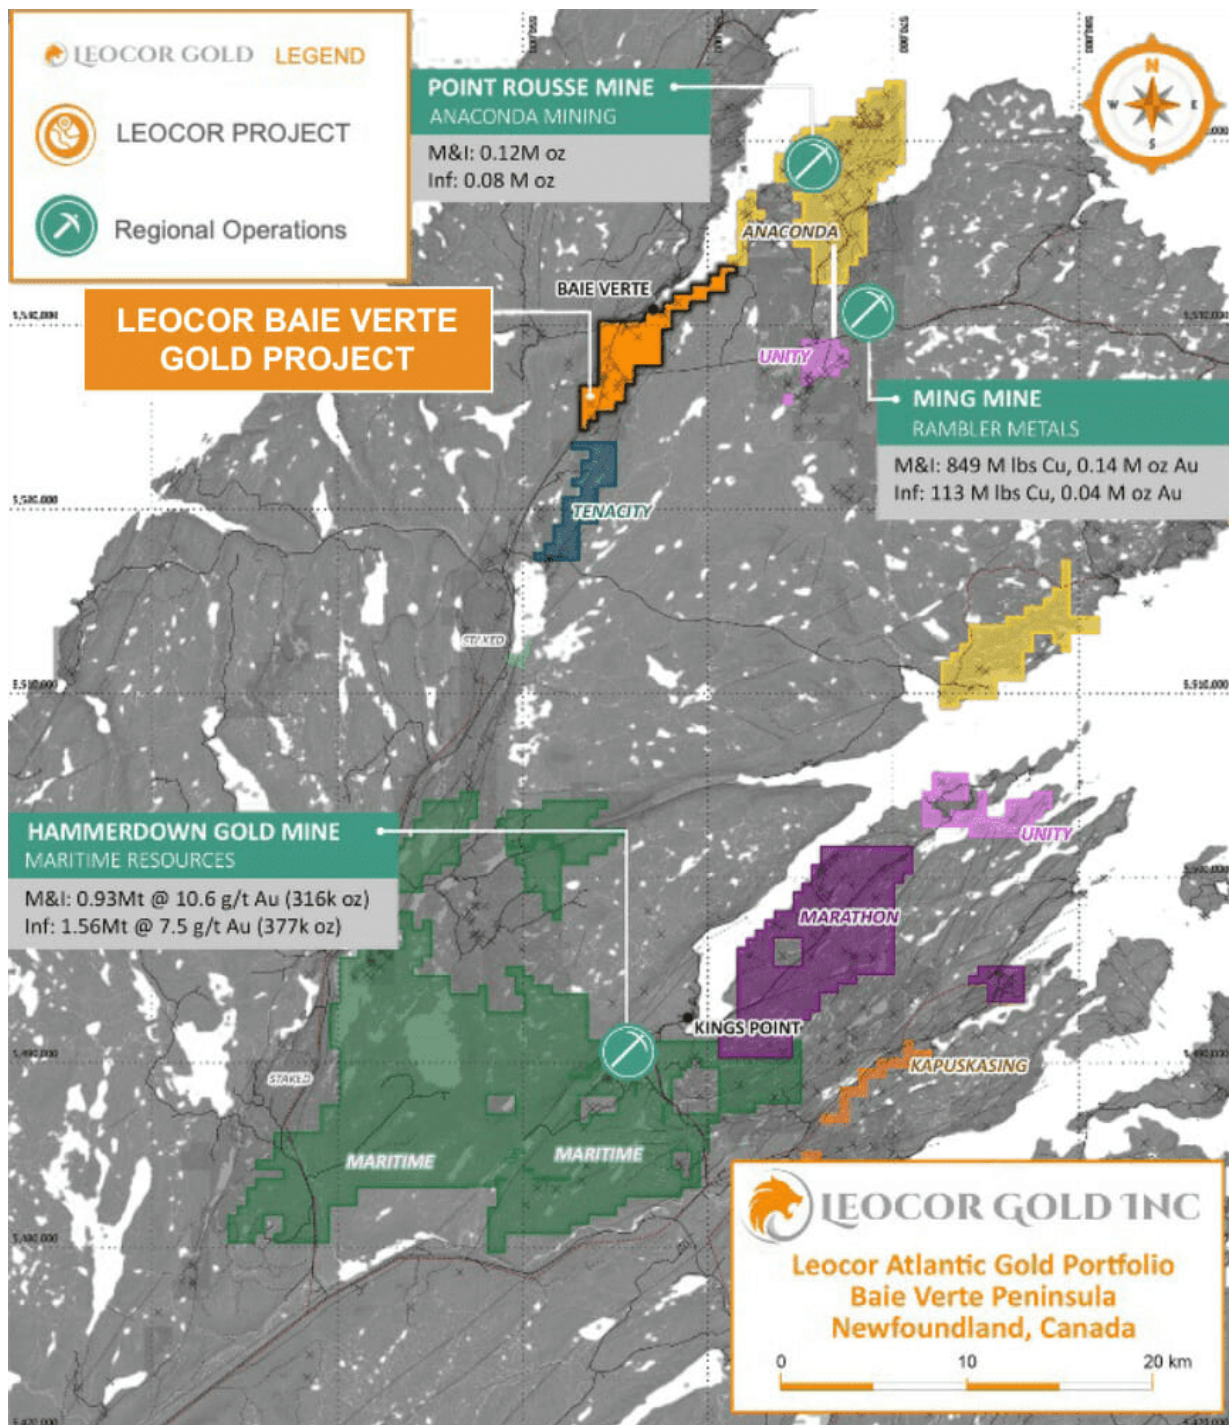 LEOCOR GOLD LEGEND
LEOCOR PROJECT
Regional Operations
POINT ROUSSE MINE
ANACONDA MINING
M&I: 0.12M oz
Inf: 0.08 M oz
N
W
E
S
ANACONDA
BAIE VERTE
LEOCOR BAIE VERTE
GOLD PROJECT
UNITY
MING MINE
RAMBLER METALS
M&I: 849 M lbs Cu, 0.14 M oz Au
Inf: 113 M lbs Cu, 0.04 M oz Au
TENACITY
STAKED
HAMMERDOWN GOLD MINE
MARITIME RESOURCES
M&I: 0.93Mt @ 10.6 g/t Au (316k oz)
Inf: 1.56Mt @ 7.5 g/t Au (377k oz)
UNITY
MARATHON
KINGS POINT
KAPUSKASING
STAKED
MARITIME
MARITIME
LEOCOR GOLD INC
Leocor Atlantic Gold Portfolio
Baie Verte Peninsula
Newfoundland, Canada
0 10 20 km